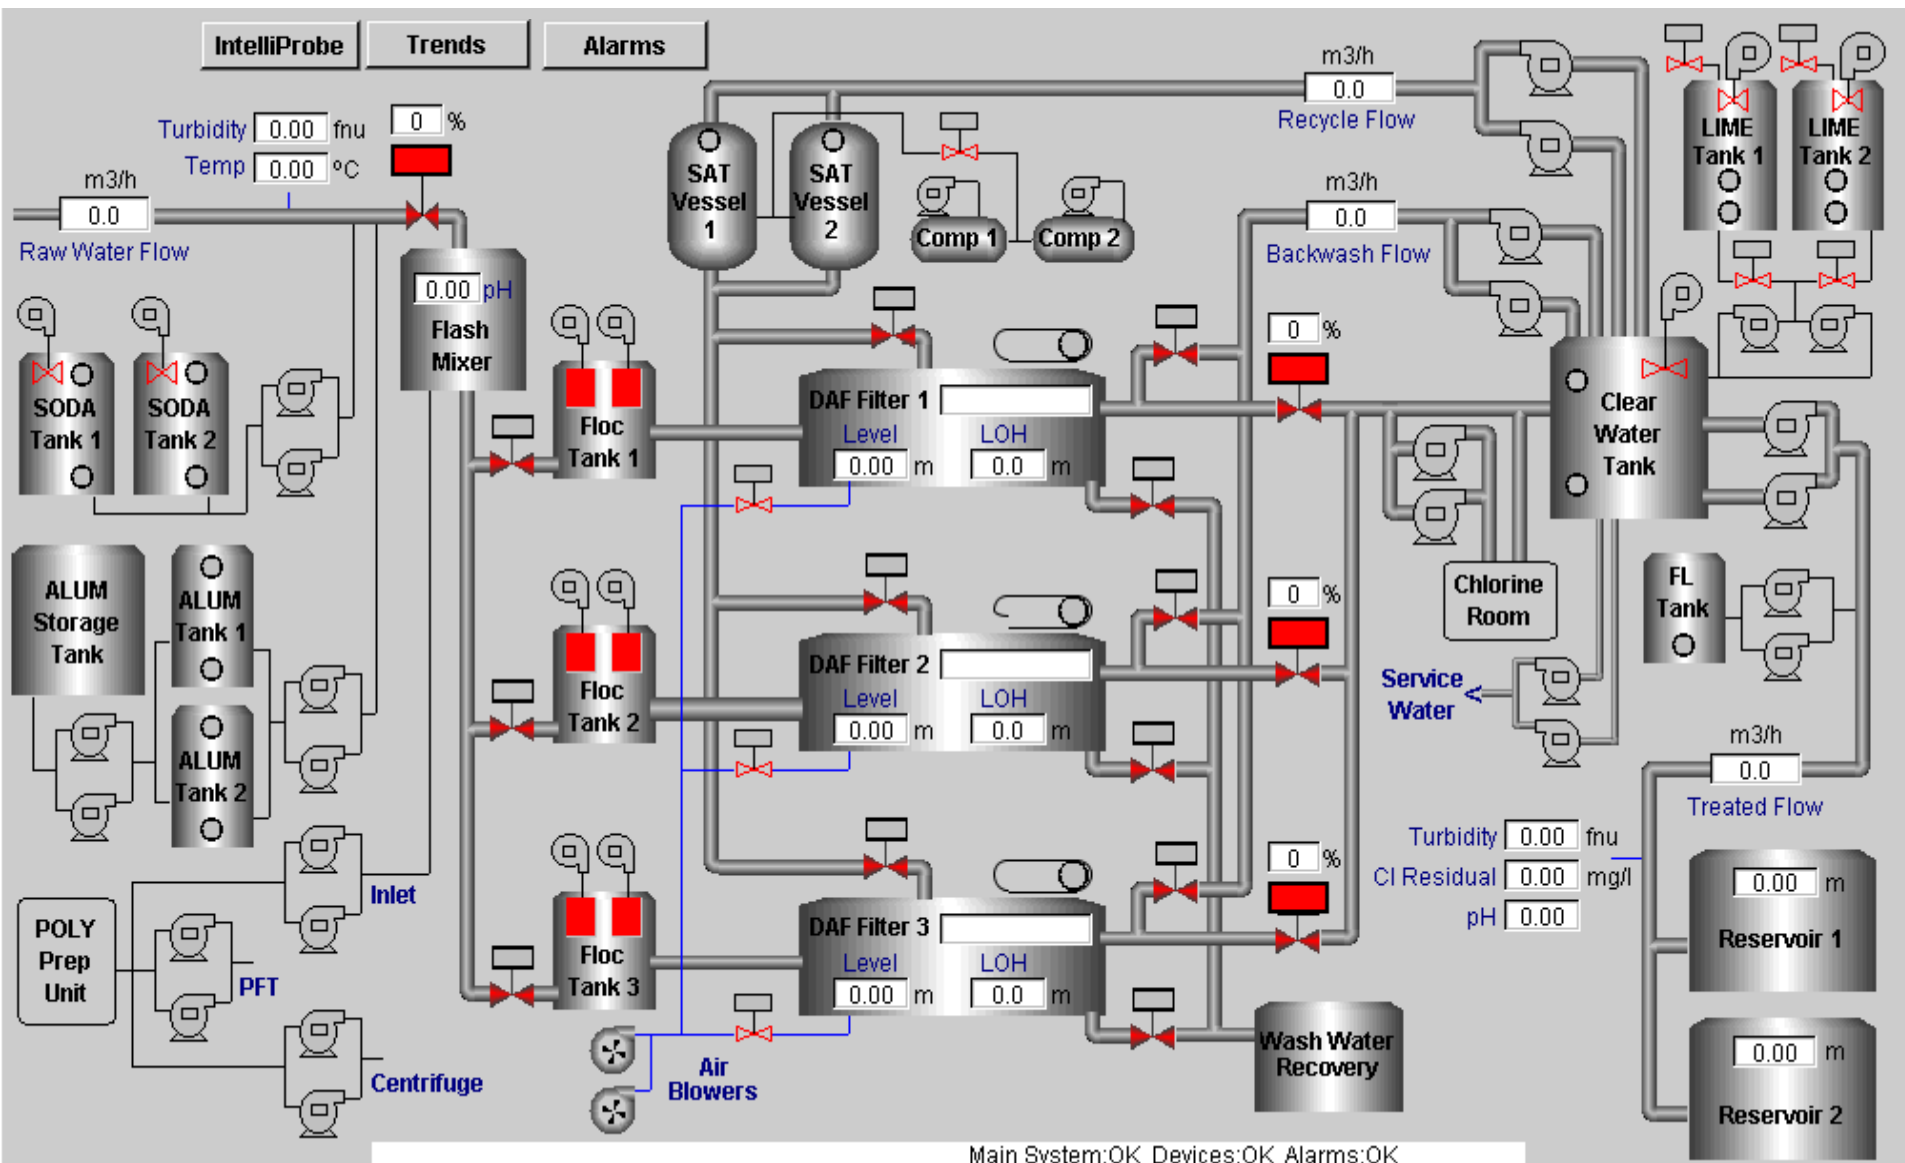 IntelliProbe
Trends
Alarms
m3/h
0.0
Recycle Flow
Turbidity 0.00 fnu
0 %
Temp 0.00 ºC
m3/h
0.0
Raw Water Flow
SAT
Vessel
1
SAT
Vessel
2
Comp 1
Comp 2
m3/h
0.0
Backwash Flow
LIME
Tank 1
LIME
Tank 2
0.00 pH
Flash
Mixer
SODA
Tank 1
SODA
Tank 2
Floc
Tank 1
DAF Filter 1
Level
LOH
0.00 m
0.0 m
0 %
Clear
Water
Tank
ALUM
Storage
Tank
ALUM
Tank 1
ALUM
Tank 2
Floc
Tank 2
DAF Filter 2
Level
LOH
0.00 m
0.0 m
0 %
Chlorine
Room
FL
Tank
Service
Water
m3/h
0.0
Treated Flow
Inlet
POLY
Prep
Unit
PFT
Centrifuge
Floc
Tank 3
DAF Filter 3
Level
LOH
0.00 m
0.0 m
0 %
Turbidity 0.00 fnu
Cl Residual 0.00 mg/l
pH 0.00
0.00 m
Reservoir 1
0.00 m
Reservoir 2
Air
Blowers
Wash Water
Recovery
Main System:OK Devices:OK Alarms:OK